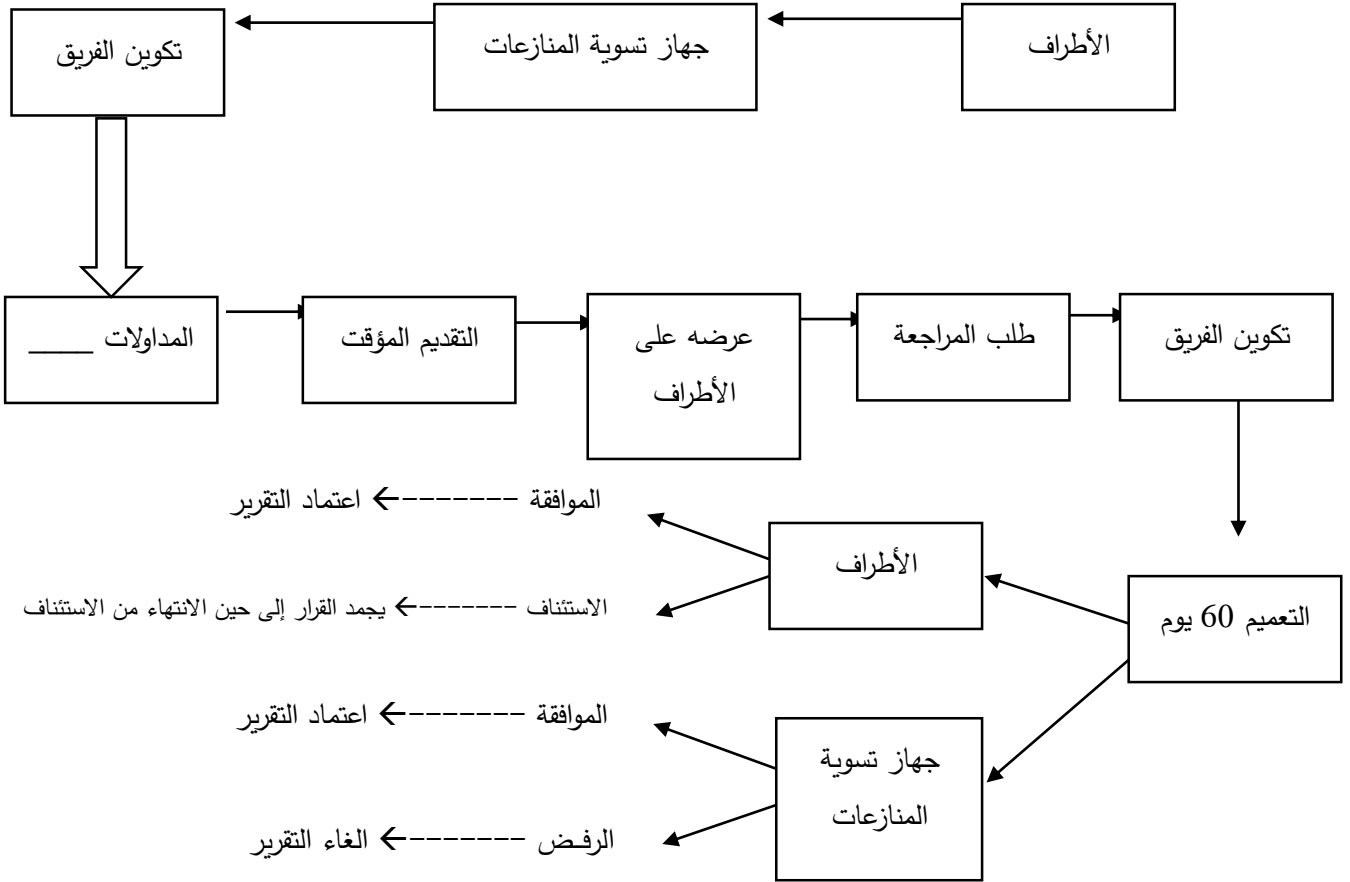 الأطراف
جهاز تسوية المنازعات
تكوين الفريق
المداولات ____
التقديم المؤقت
عرضه على
الأطراف
طلب المراجعة
تكوين الفريق
التعميم 60 يوم
الأطراف
الموافقة -------← اعتماد التقرير
الاستئناف -------← يجمد القرار إلى حين الانتهاء من الاستئناف
جهاز تسوية
المنازعات
الموافقة -------← اعتماد التقرير
الرفض -------← الغاء التقرير